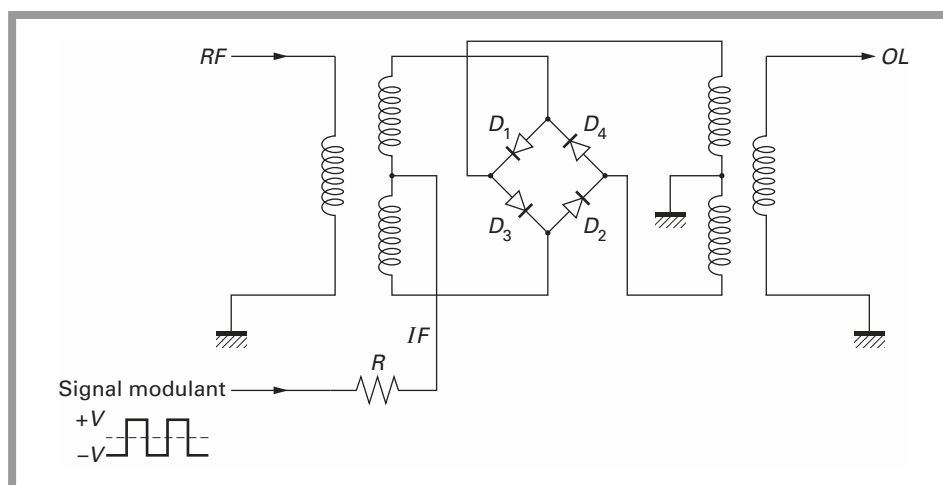 RF
OL
D1
D4
D3
D2
IF
R
Signal modulant
+V
–V